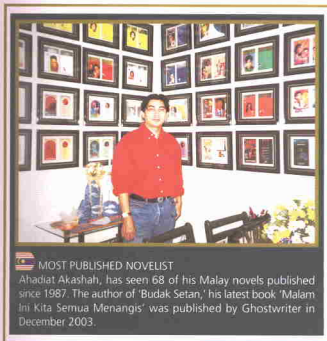 MOST PUBLISHED NOVELIST
Ahadiat Akashah, has seen 68 of his Malay novels published
since 1987. The author of 'Budak Setan,' his latest book 'Malam
Ini Kita Semua Menangis' was published by Ghostwriter in
December 2003.